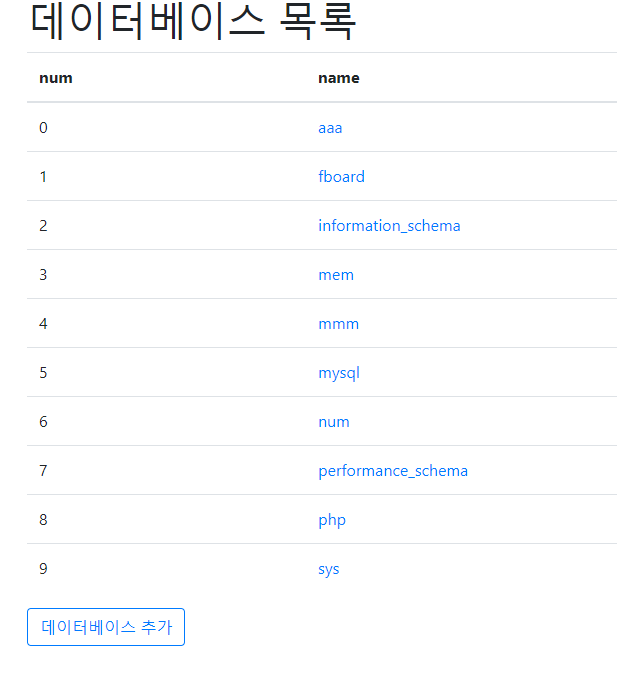 데이터베이스 목록
num name
0 aaa
1 fboard
2 information_schema
3 mem
4 mmm
5 mysql
6 num
7 performance_schema
8 php
9 sys
데이터베이스 추가